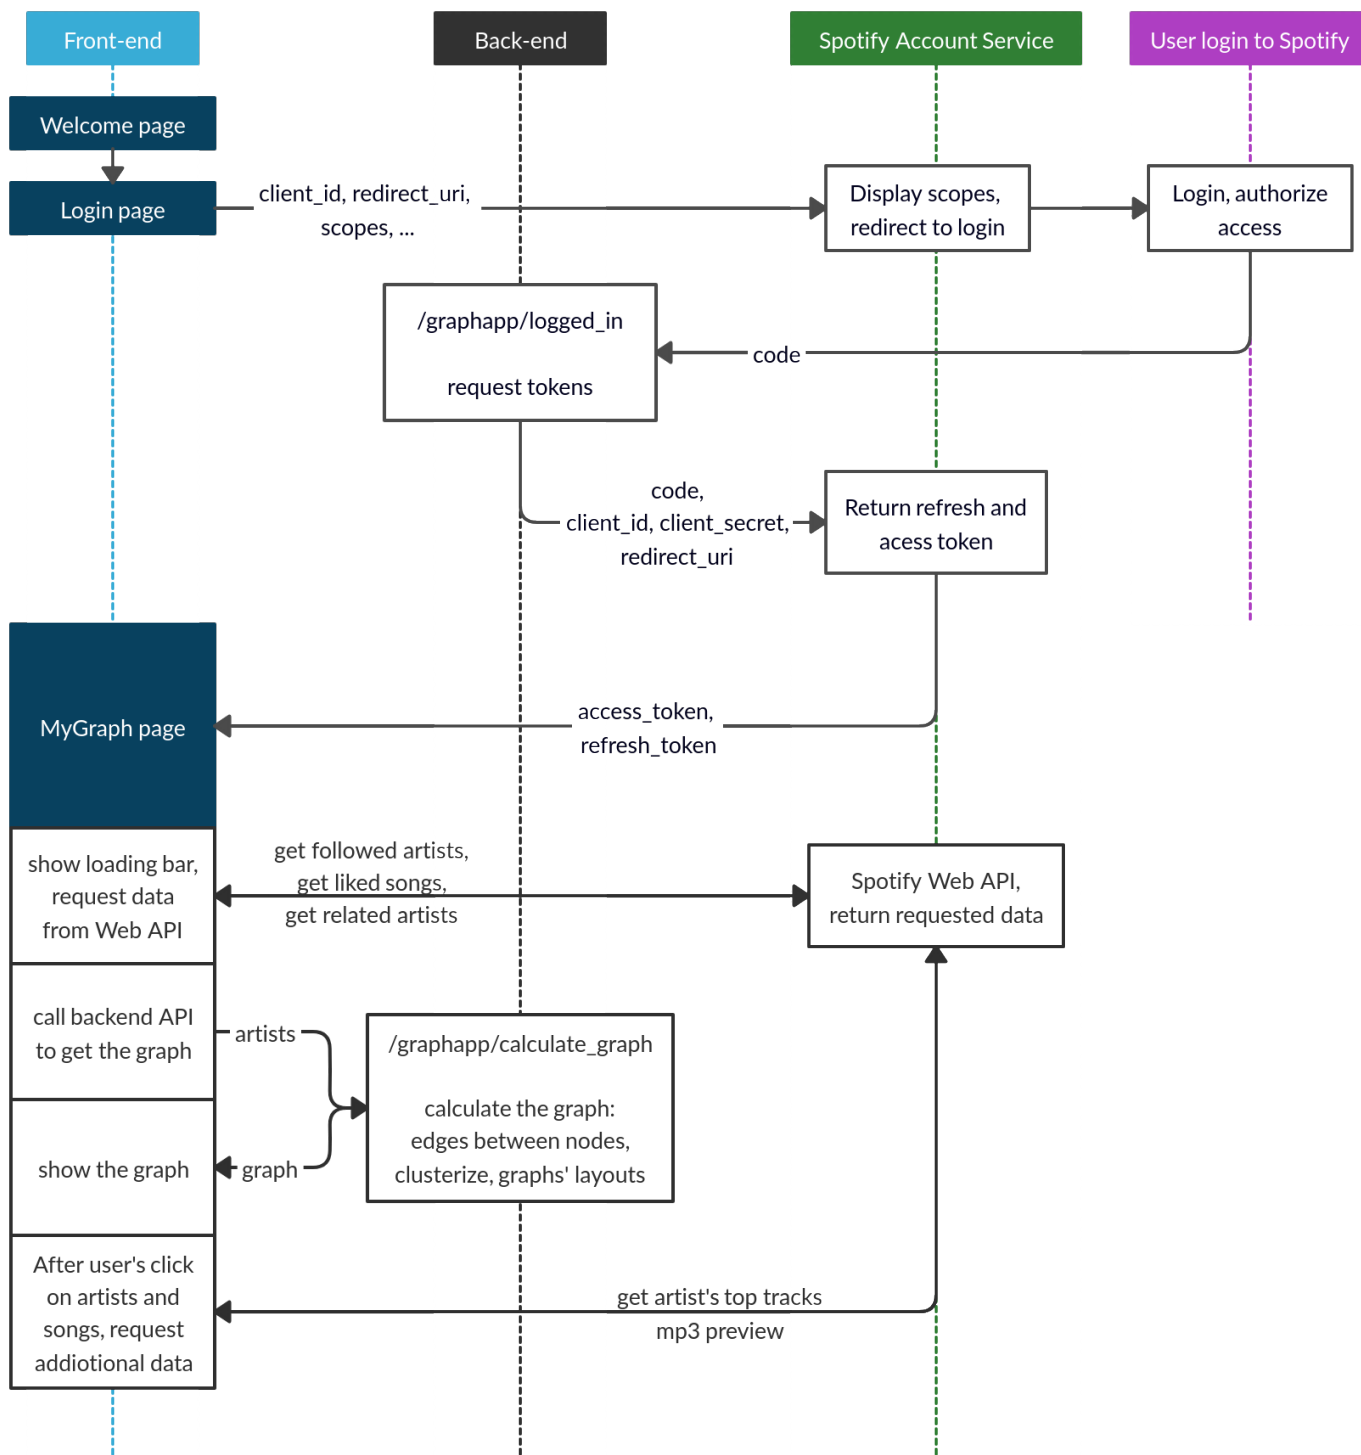 Front-end
Back-end
Spotify Account Service
User login to Spotify
Welcome page
Login page
client_id, redirect_uri,
scopes, ...
Display scopes,
redirect to login
Login, authorize
access
/graphapp/logged_in
request tokens
code
code,
client_id, client_secret,
redirect_uri
Return refresh and
acess token
MyGraph page
access_token,
refresh_token
show loading bar,
request data
from Web API
get followed artists,
get liked songs,
get related artists
Spotify Web API,
return requested data
call backend API
to get the graph
artists
/graphapp/calculate_graph
calculate the graph:
edges between nodes,
clusterize, graphs' layouts
show the graph
graph
After user's click
on artists and
songs, request
addiotional data
get artist's top tracks
mp3 preview